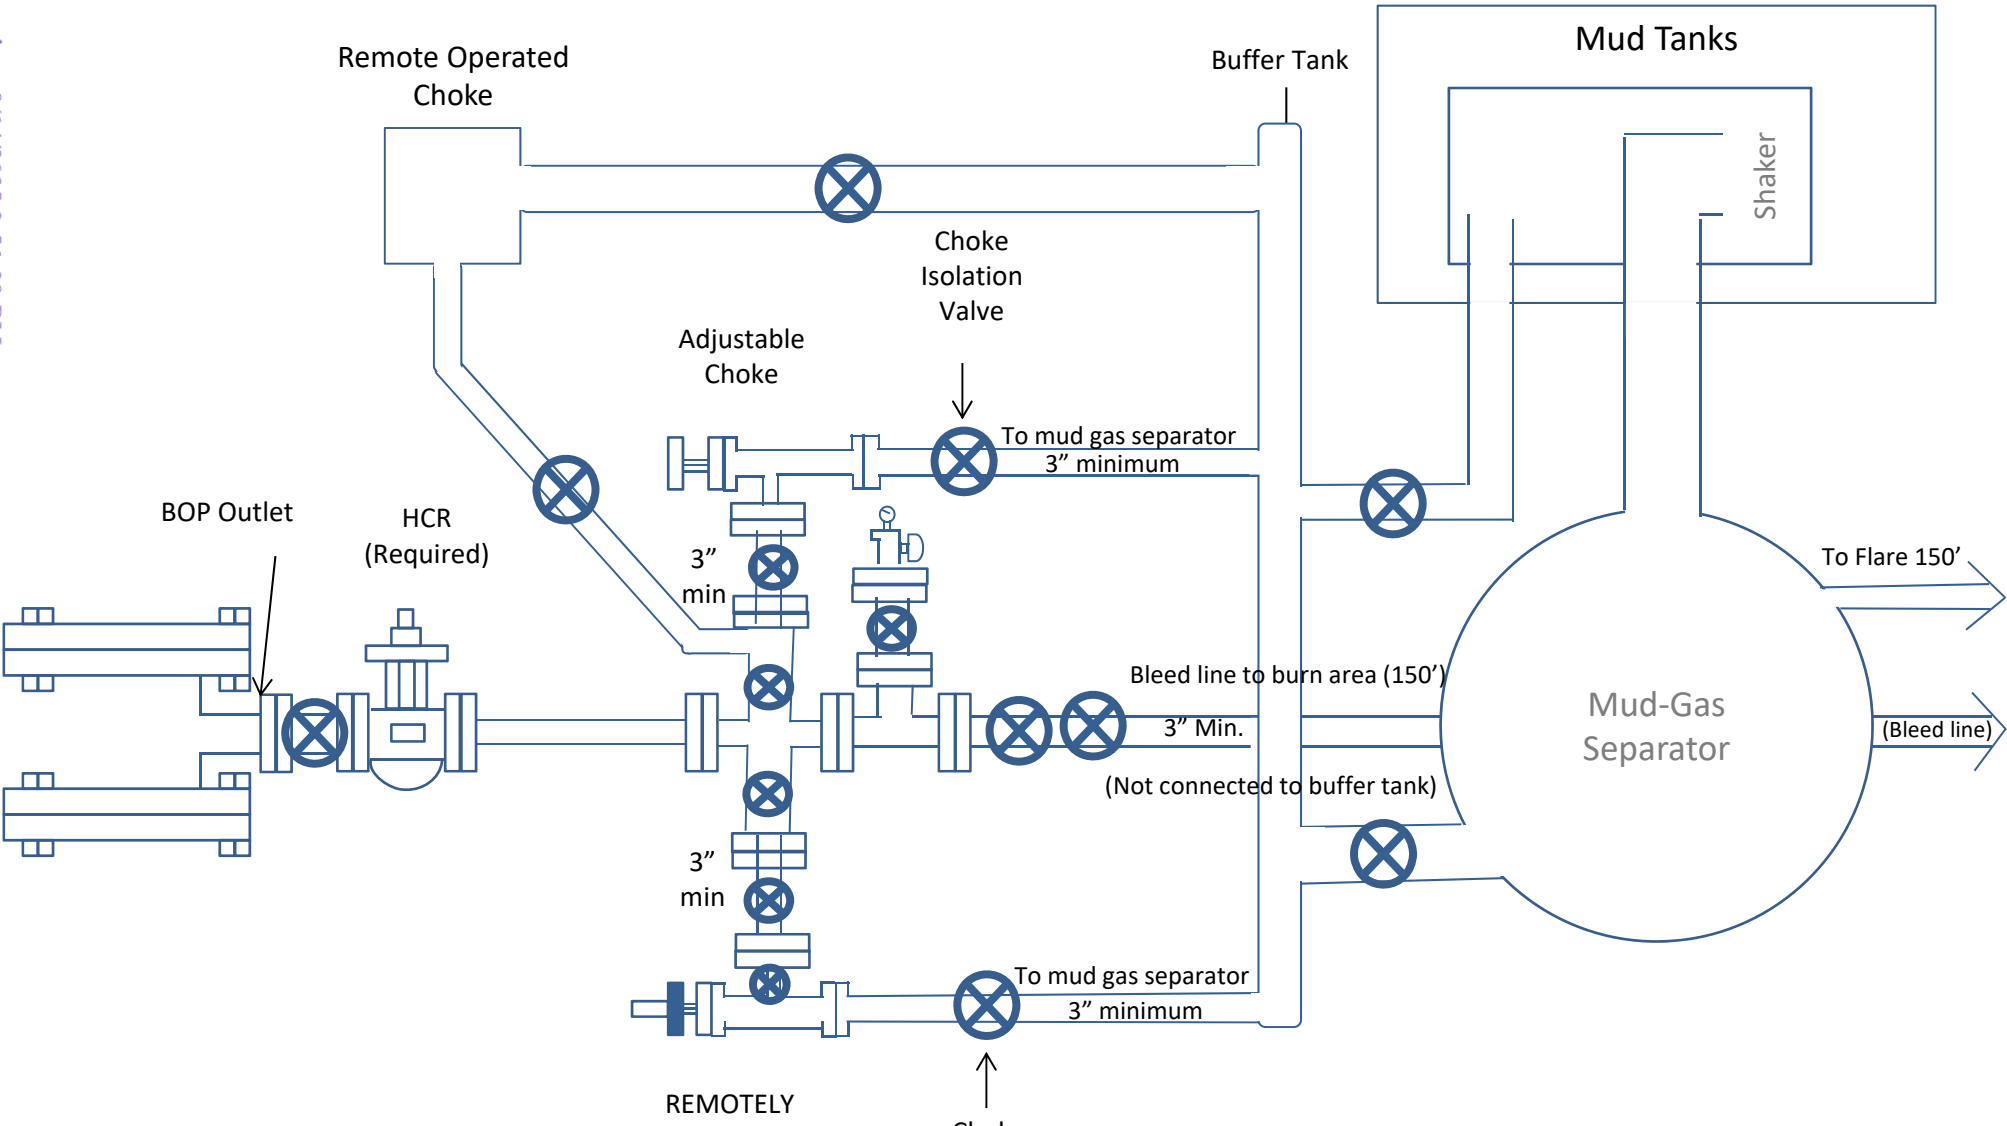 Mud Tanks
Remote Operated
Choke
Buffer Tank
Shaker
Choke
Isolation
Valve
Adjustable
Choke
To mud gas separator
3” minimum
BOP Outlet
HCR
(Required)
3”
min
To Flare 150’
Bleed line to burn area (150’)
3” Min.
(Not connected to buffer tank)
Mud-Gas
Separator
(Bleed line)
3”
min
To mud gas separator
3” minimum
REMOTELY